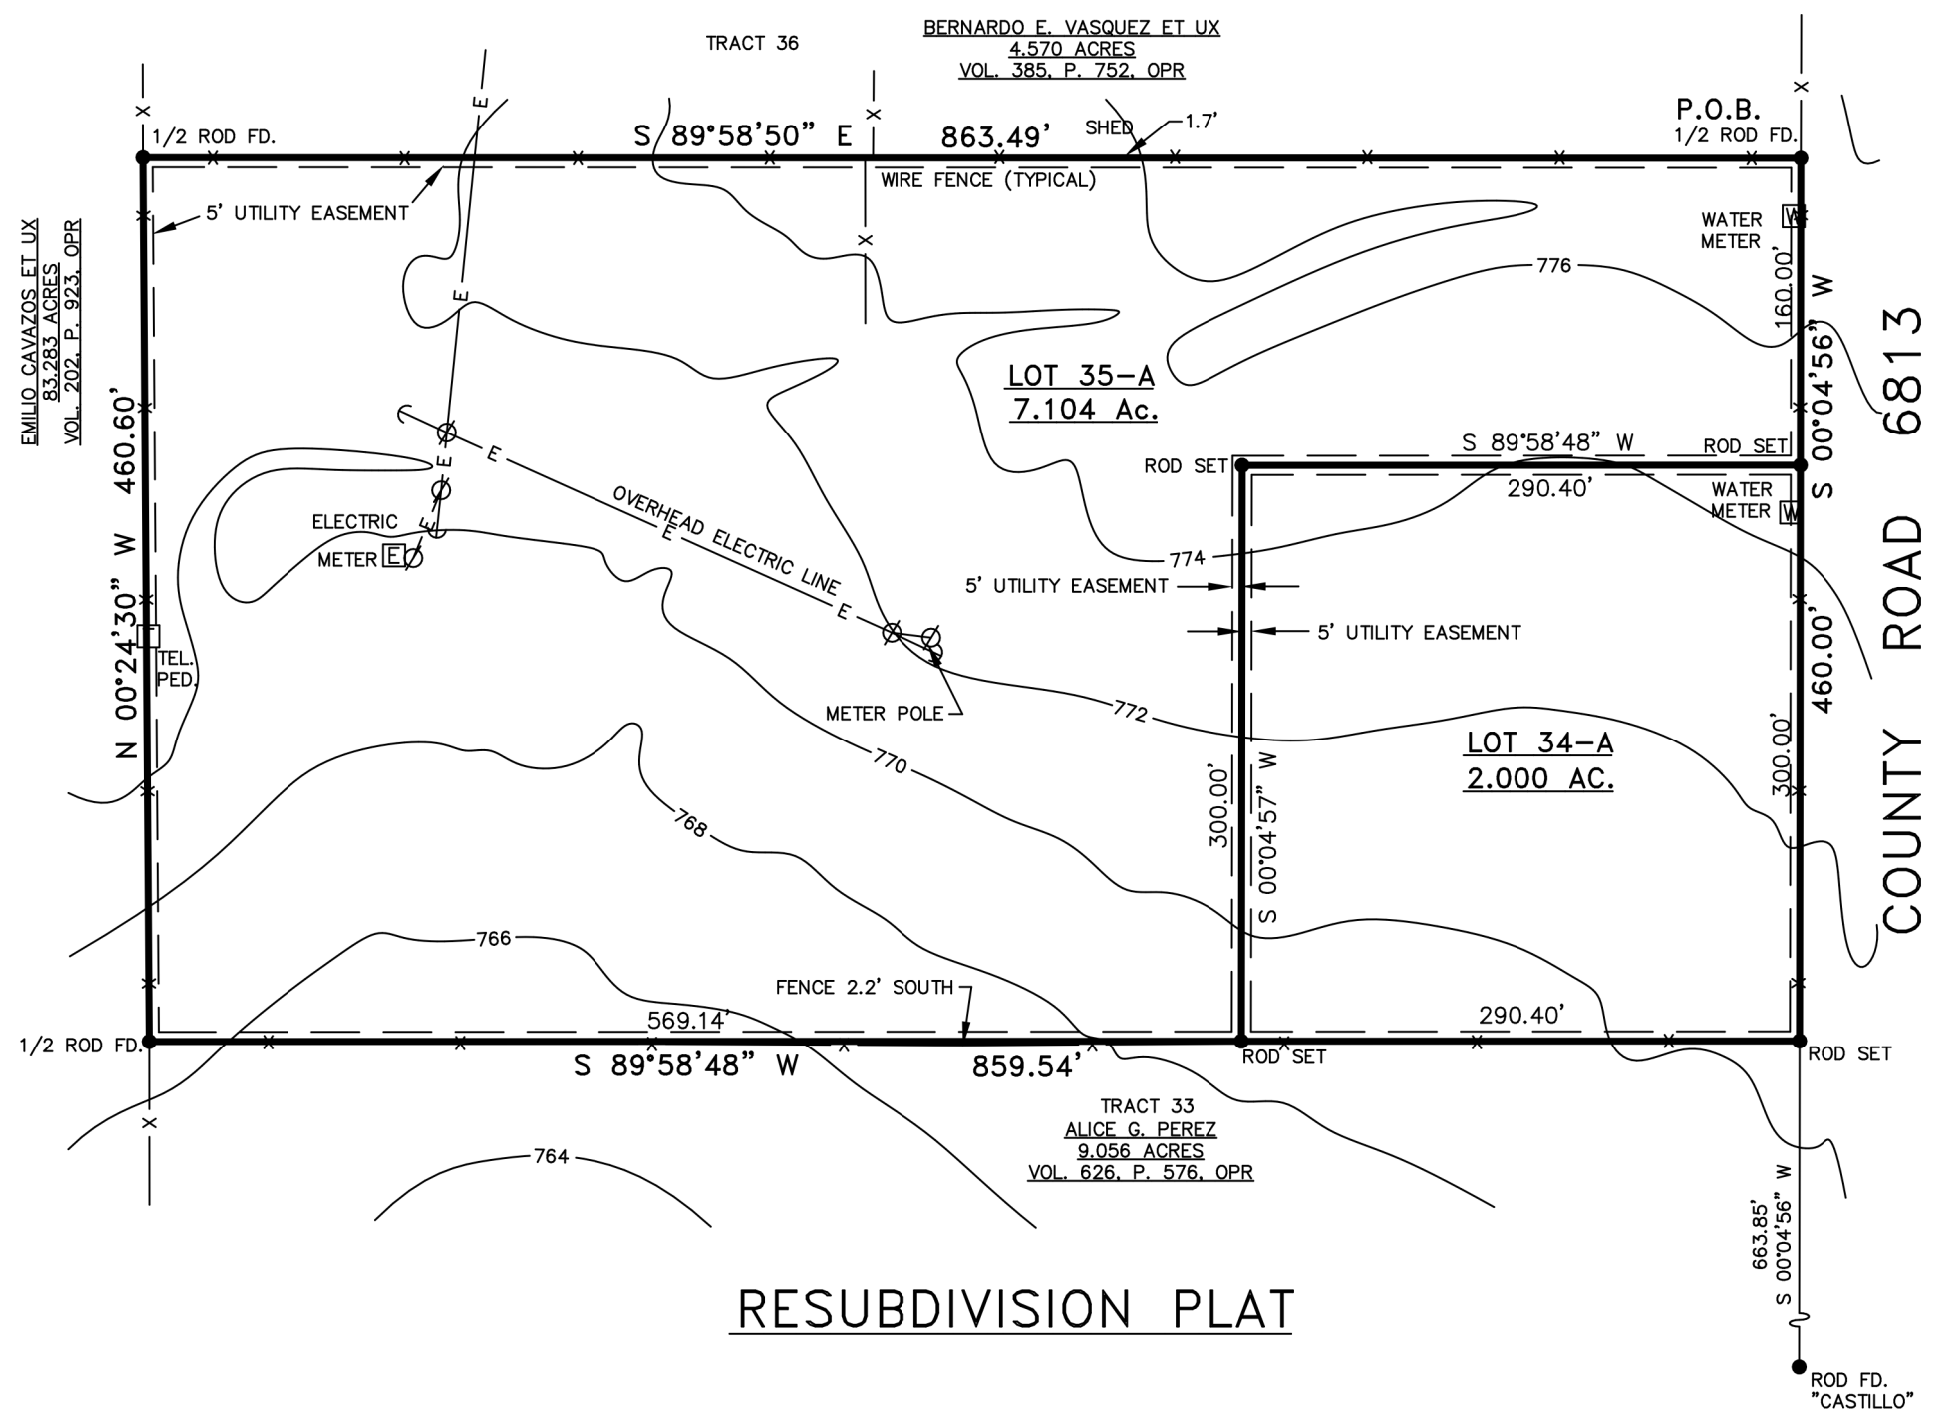 TRACT 36
BERNARDO E. VASQUEZ ET UX
4.570 ACRES
VOL. 385, P. 752, OPR
P.O.B.
1/2 ROD FD.
1/2 ROD FD.
S 89°58'50" E 863.49'
SHED
1.7'
WIRE FENCE (TYPICAL)
5' UTILITY EASEMENT
EMILIO CAVAZOS ET UX
83.283 ACRES
VOL. 202, P. 923, OPR
N 00°24'30" W 460.60'
WATER
METER
W
160.00'
776
S 00°04'56" W 460.00'
COUNTY ROAD 6813
LOT 35-A
7.104 Ac.
S 89°58'48" W
ROD SET
ROD SET
290.40'
WATER
METER
W
E
E
E
E
E
OVERHEAD ELECTRIC LINE
E
E
ELECTRIC
METER
E
774
5' UTILITY EASEMENT
5' UTILITY EASEMENT
TEL.
PED.
METER POLE
772
770
768
766
764
LOT 34-A
2.000 AC.
300.00'
S 00°04'57" W
300.00'
FENCE 2.2' SOUTH
569.14'
290.40'
1/2 ROD FD.
S 89°58'48" W 859.54'
ROD SET
ROD SET
TRACT 33
ALICE G. PEREZ
9.056 ACRES
VOL. 626, P. 576, OPR
663.85'
S 00°04'56" W
RESUBDIVISION PLAT
ROD FD.
"CASTILLO"